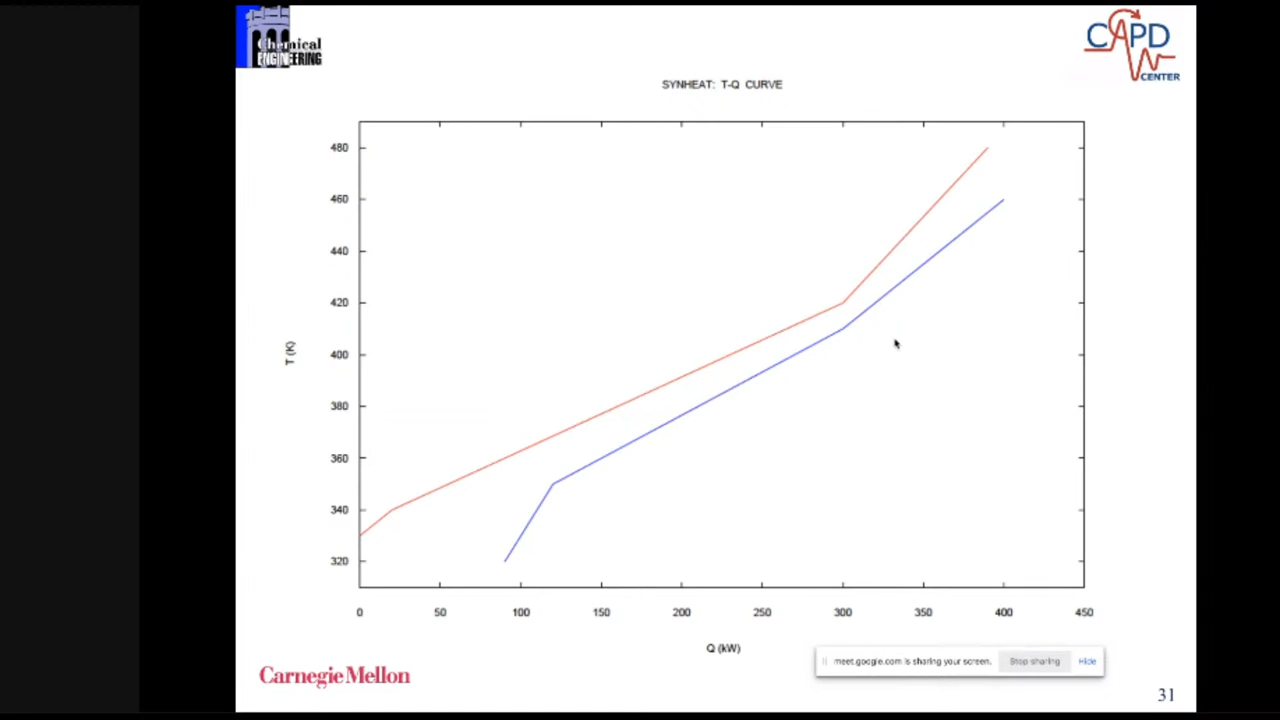 Chemical
ENGINEERING
CAPD
CENTER
SYNHEAT: T-Q CURVE
480
460
440
420
400
380
360
340
320
T (K)
0 50 100 150 200 250 300 350 400 450
Q (kW)
meet.google.com is sharing your screen. Stop sharing Hide
Carnegie Mellon
31